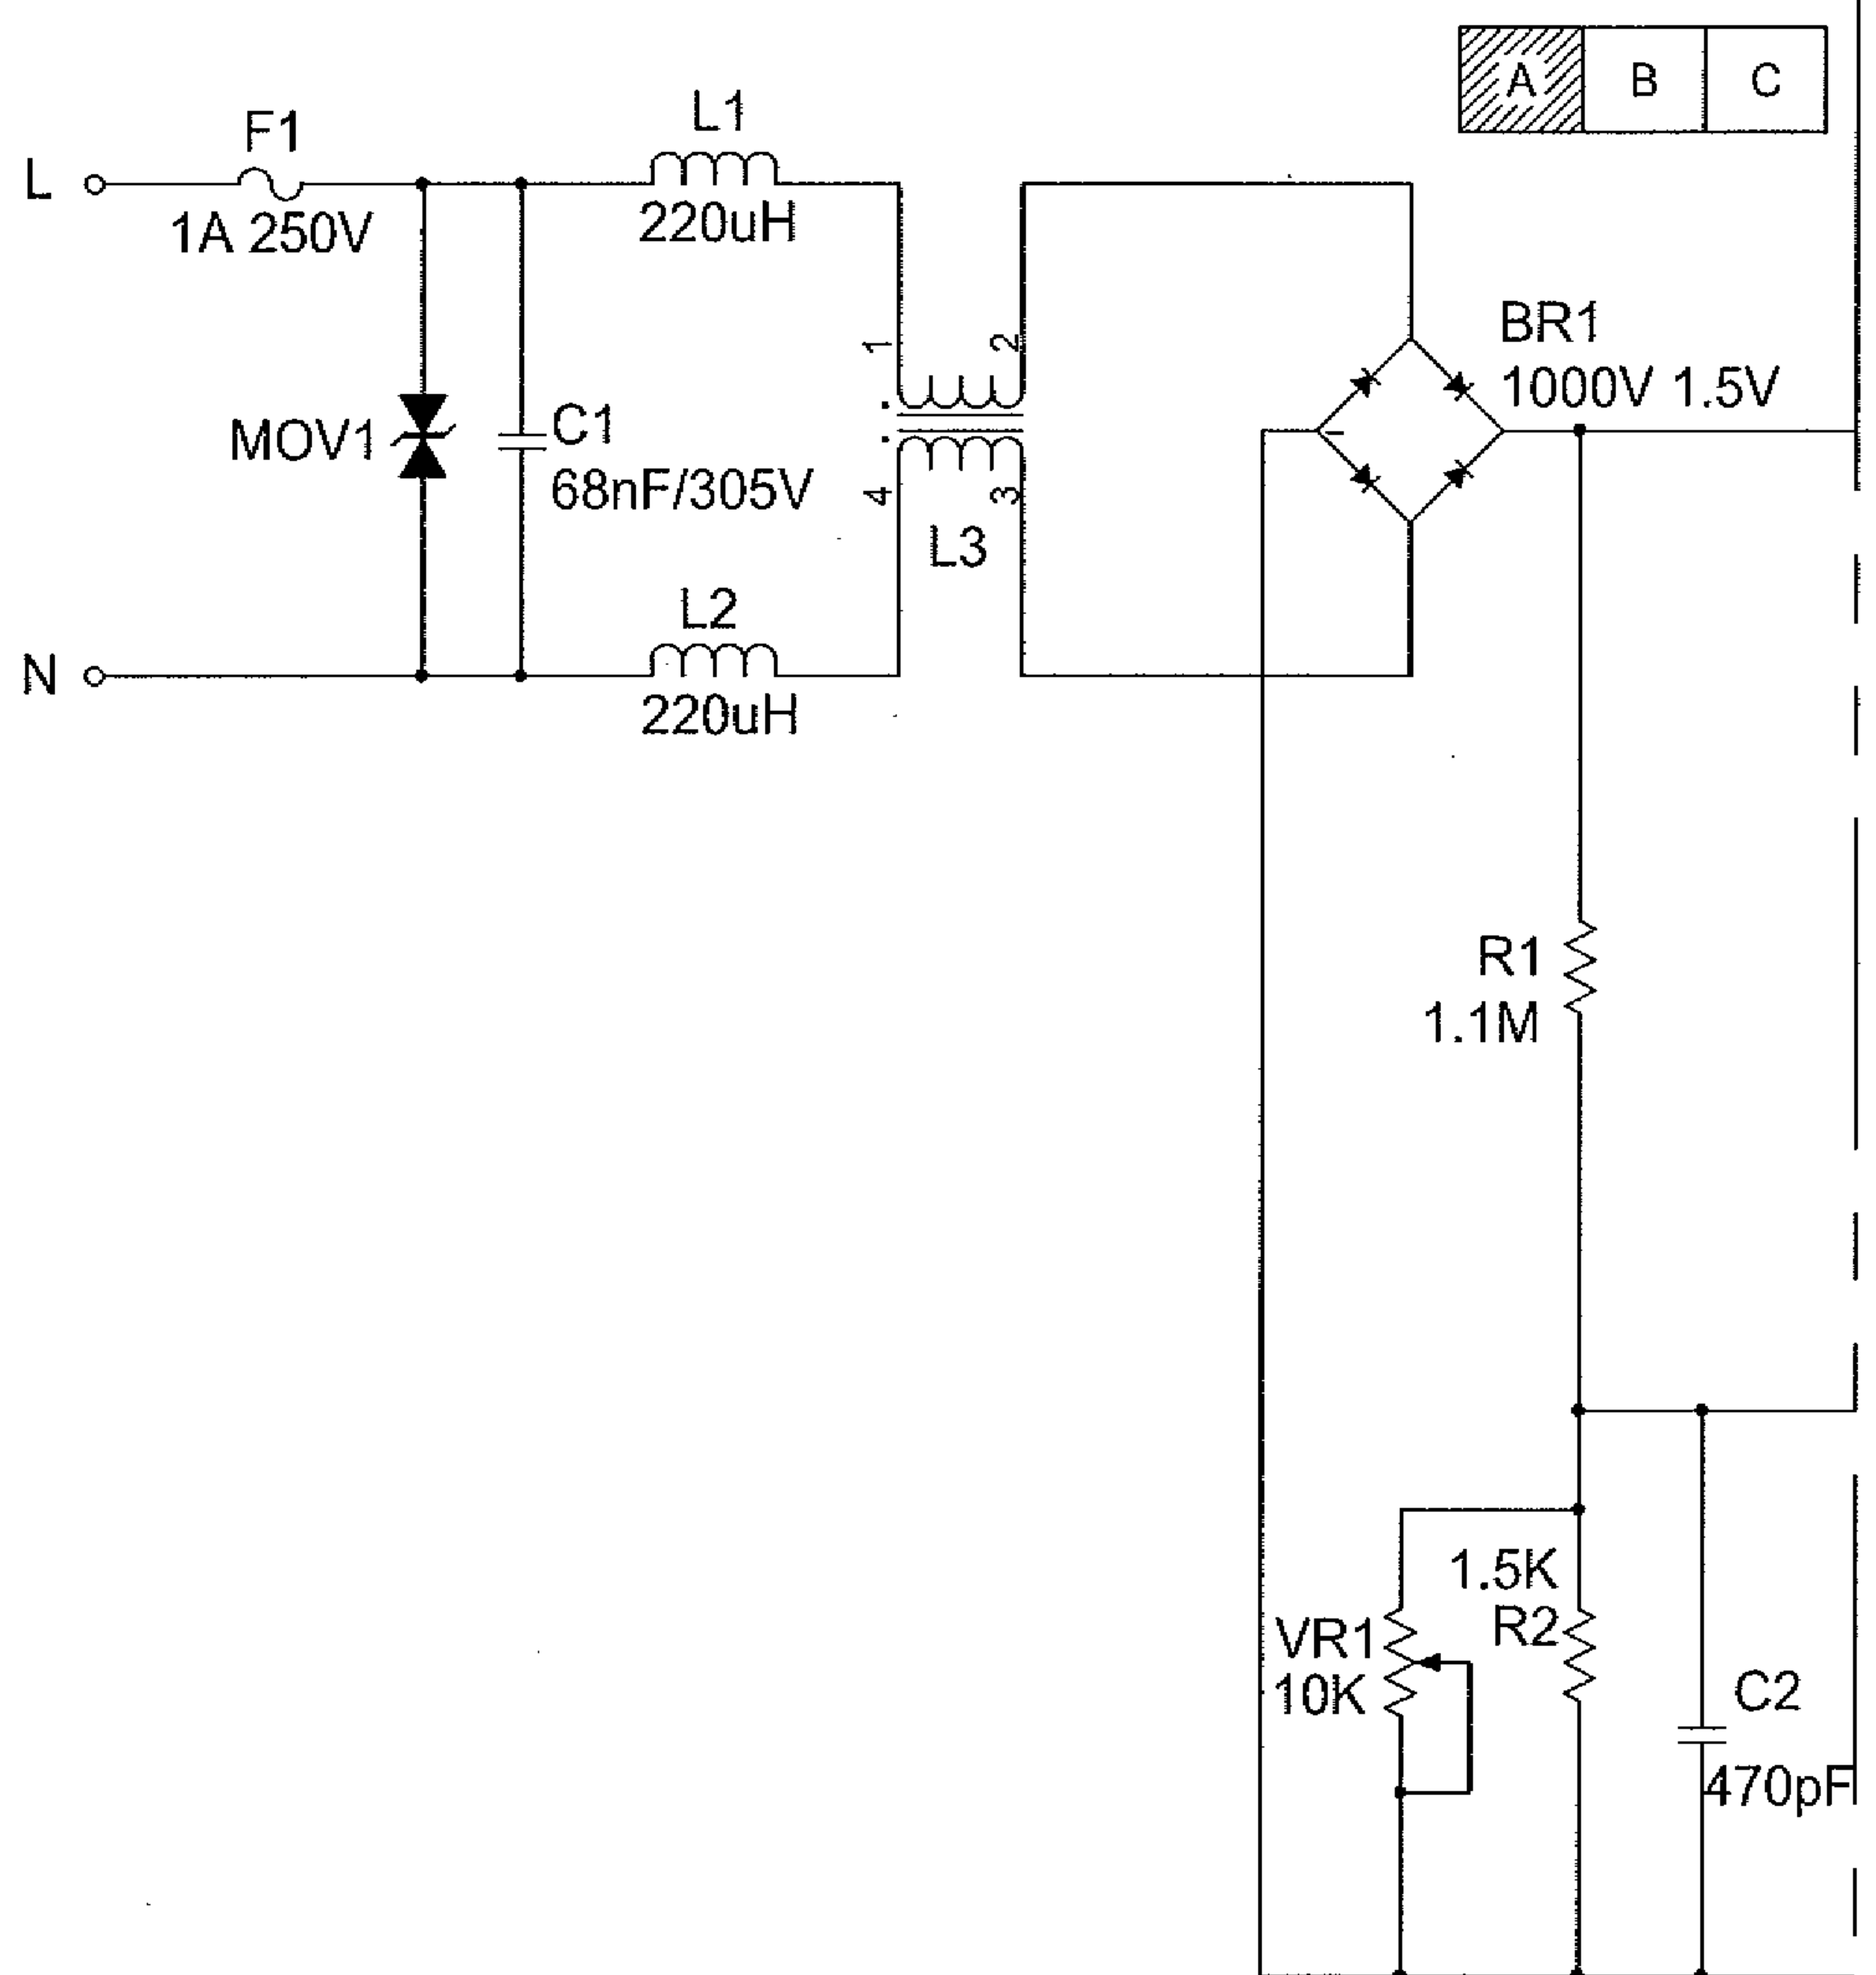 A B C
F1
L
1A 250V
L1
220uH
1
2
BR1
1000V 1.5V
MOV1
C1
68nF/305V
4
3
L3
-
L2
N
220uH
R1
1.1M
1.5K
R2
VR1
10K
C2
470pF